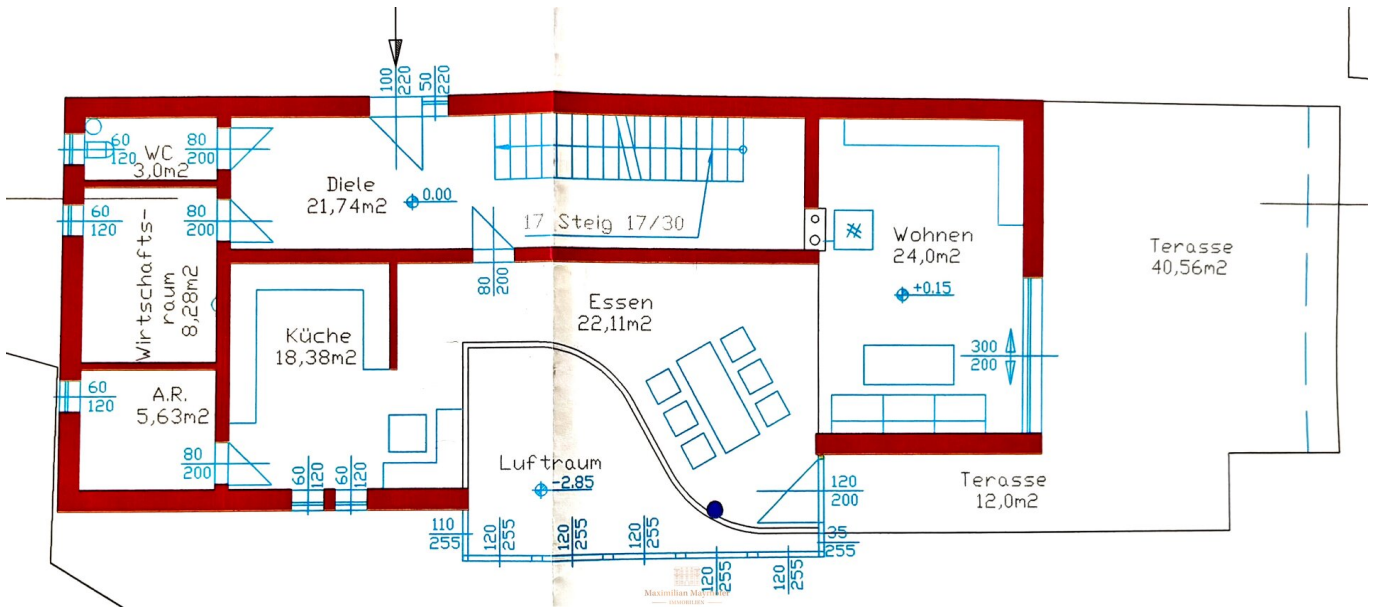 100
220
50
220
60
120
WC
3,0m2
80
200
Diele
21,74m2
0.00
17 Steig 17/30
60
120
80
200
Wirtschafts-
raum
8,28m2
80
200
Wohnen
24,0m2
+0.15
Terasse
40,56m2
Essen
22,11m2
Küche
18,38m2
300
200
60
120
A.R.
5,63m2
80
200
60
120
60
120
Luftraum
-2.85
120
200
Terasse
12,0m2
110
255
120
255
120
255
120
255
120
255
120
255
35
255
Maximilian Mayrhofer
IMMOBILIEN